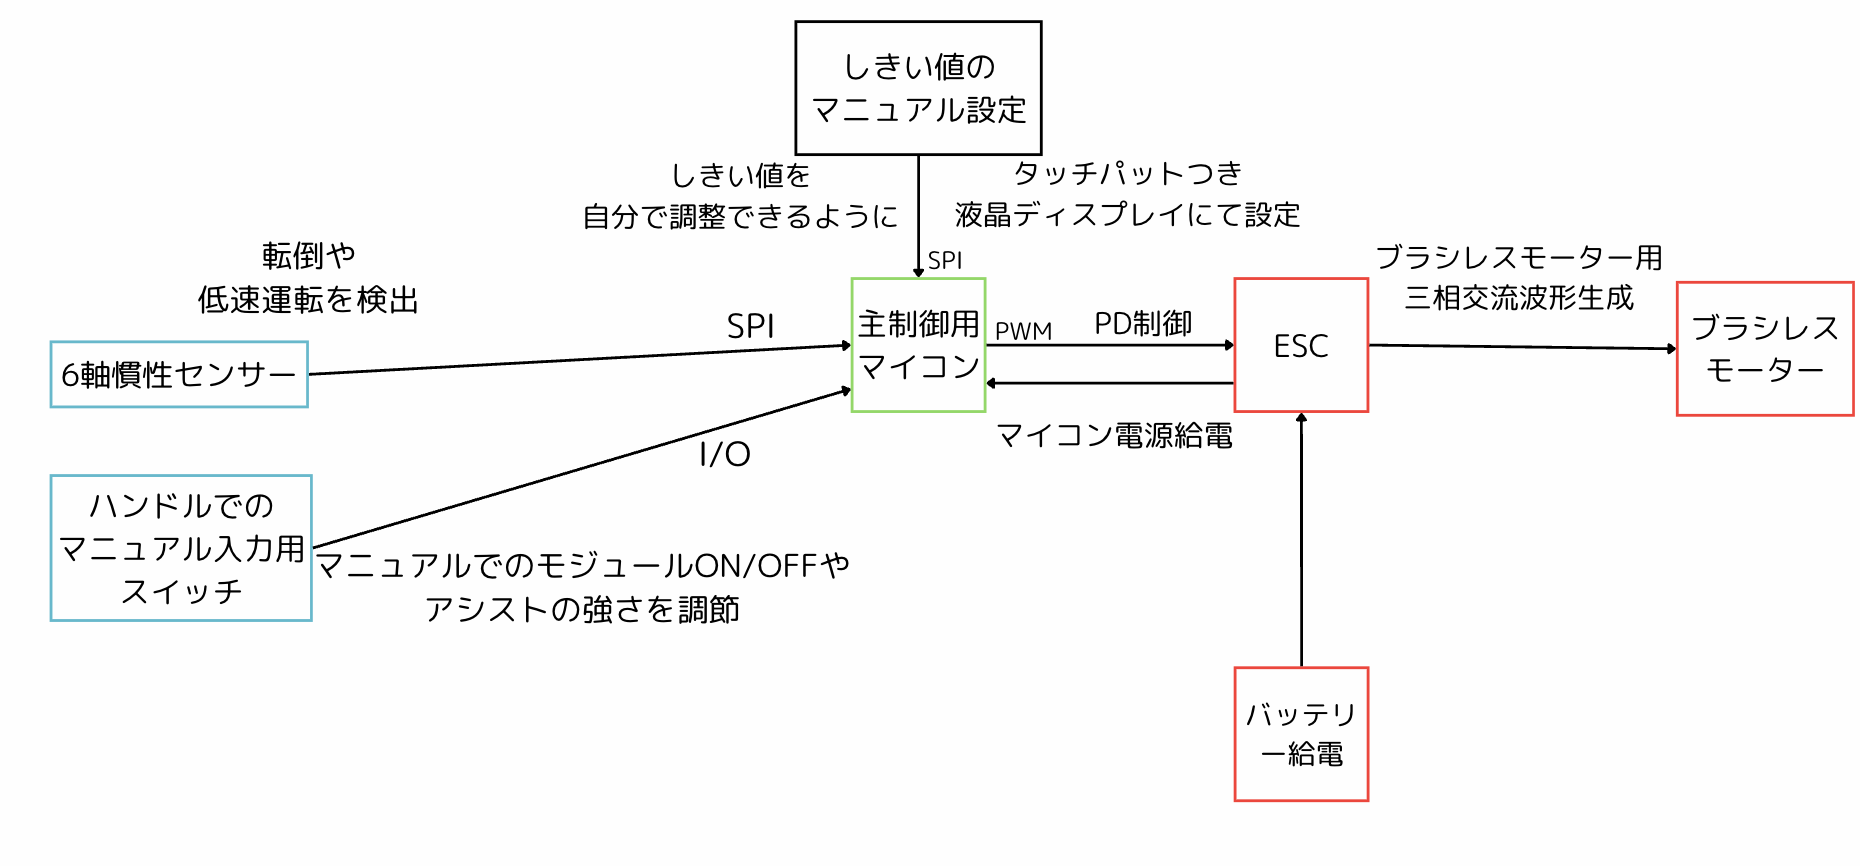 しきい値の
マニュアル設定
しきい値を
自分で調整できるように
タッチパットつき
液晶ディスプレイにて設定
SPI
転倒や
低速運転を検出
6軸慣性センサー
SPI
主制御用
マイコン
PWM
PD制御
ESC
ブラシレスモーター用
三相交流波形生成
ブラシレス
モーター
マイコン電源給電
I/O
ハンドルでの
マニュアル入力用
スイッチ
マニュアルでのモジュールON/OFFや
アシストの強さを調節
バッテリ
ー給電